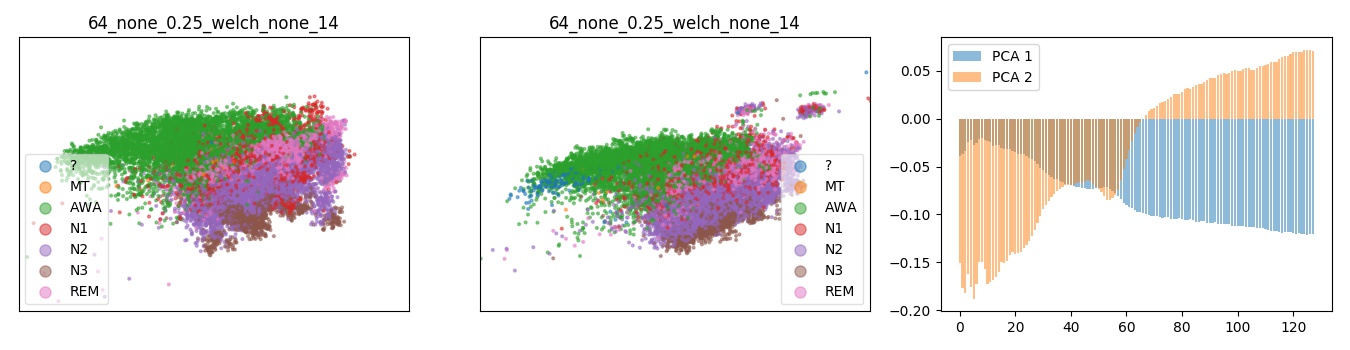 64_none_0.25_welch_none_14
?
MT
AWA
N1
N2
N3
REM
64_none_0.25_welch_none_14
?
MT
AWA
N1
N2
N3
REM
PCA 1
PCA 2
0.05
0.00
−0.05
−0.10
−0.15
−0.20
0 20 40 60 80 100 120